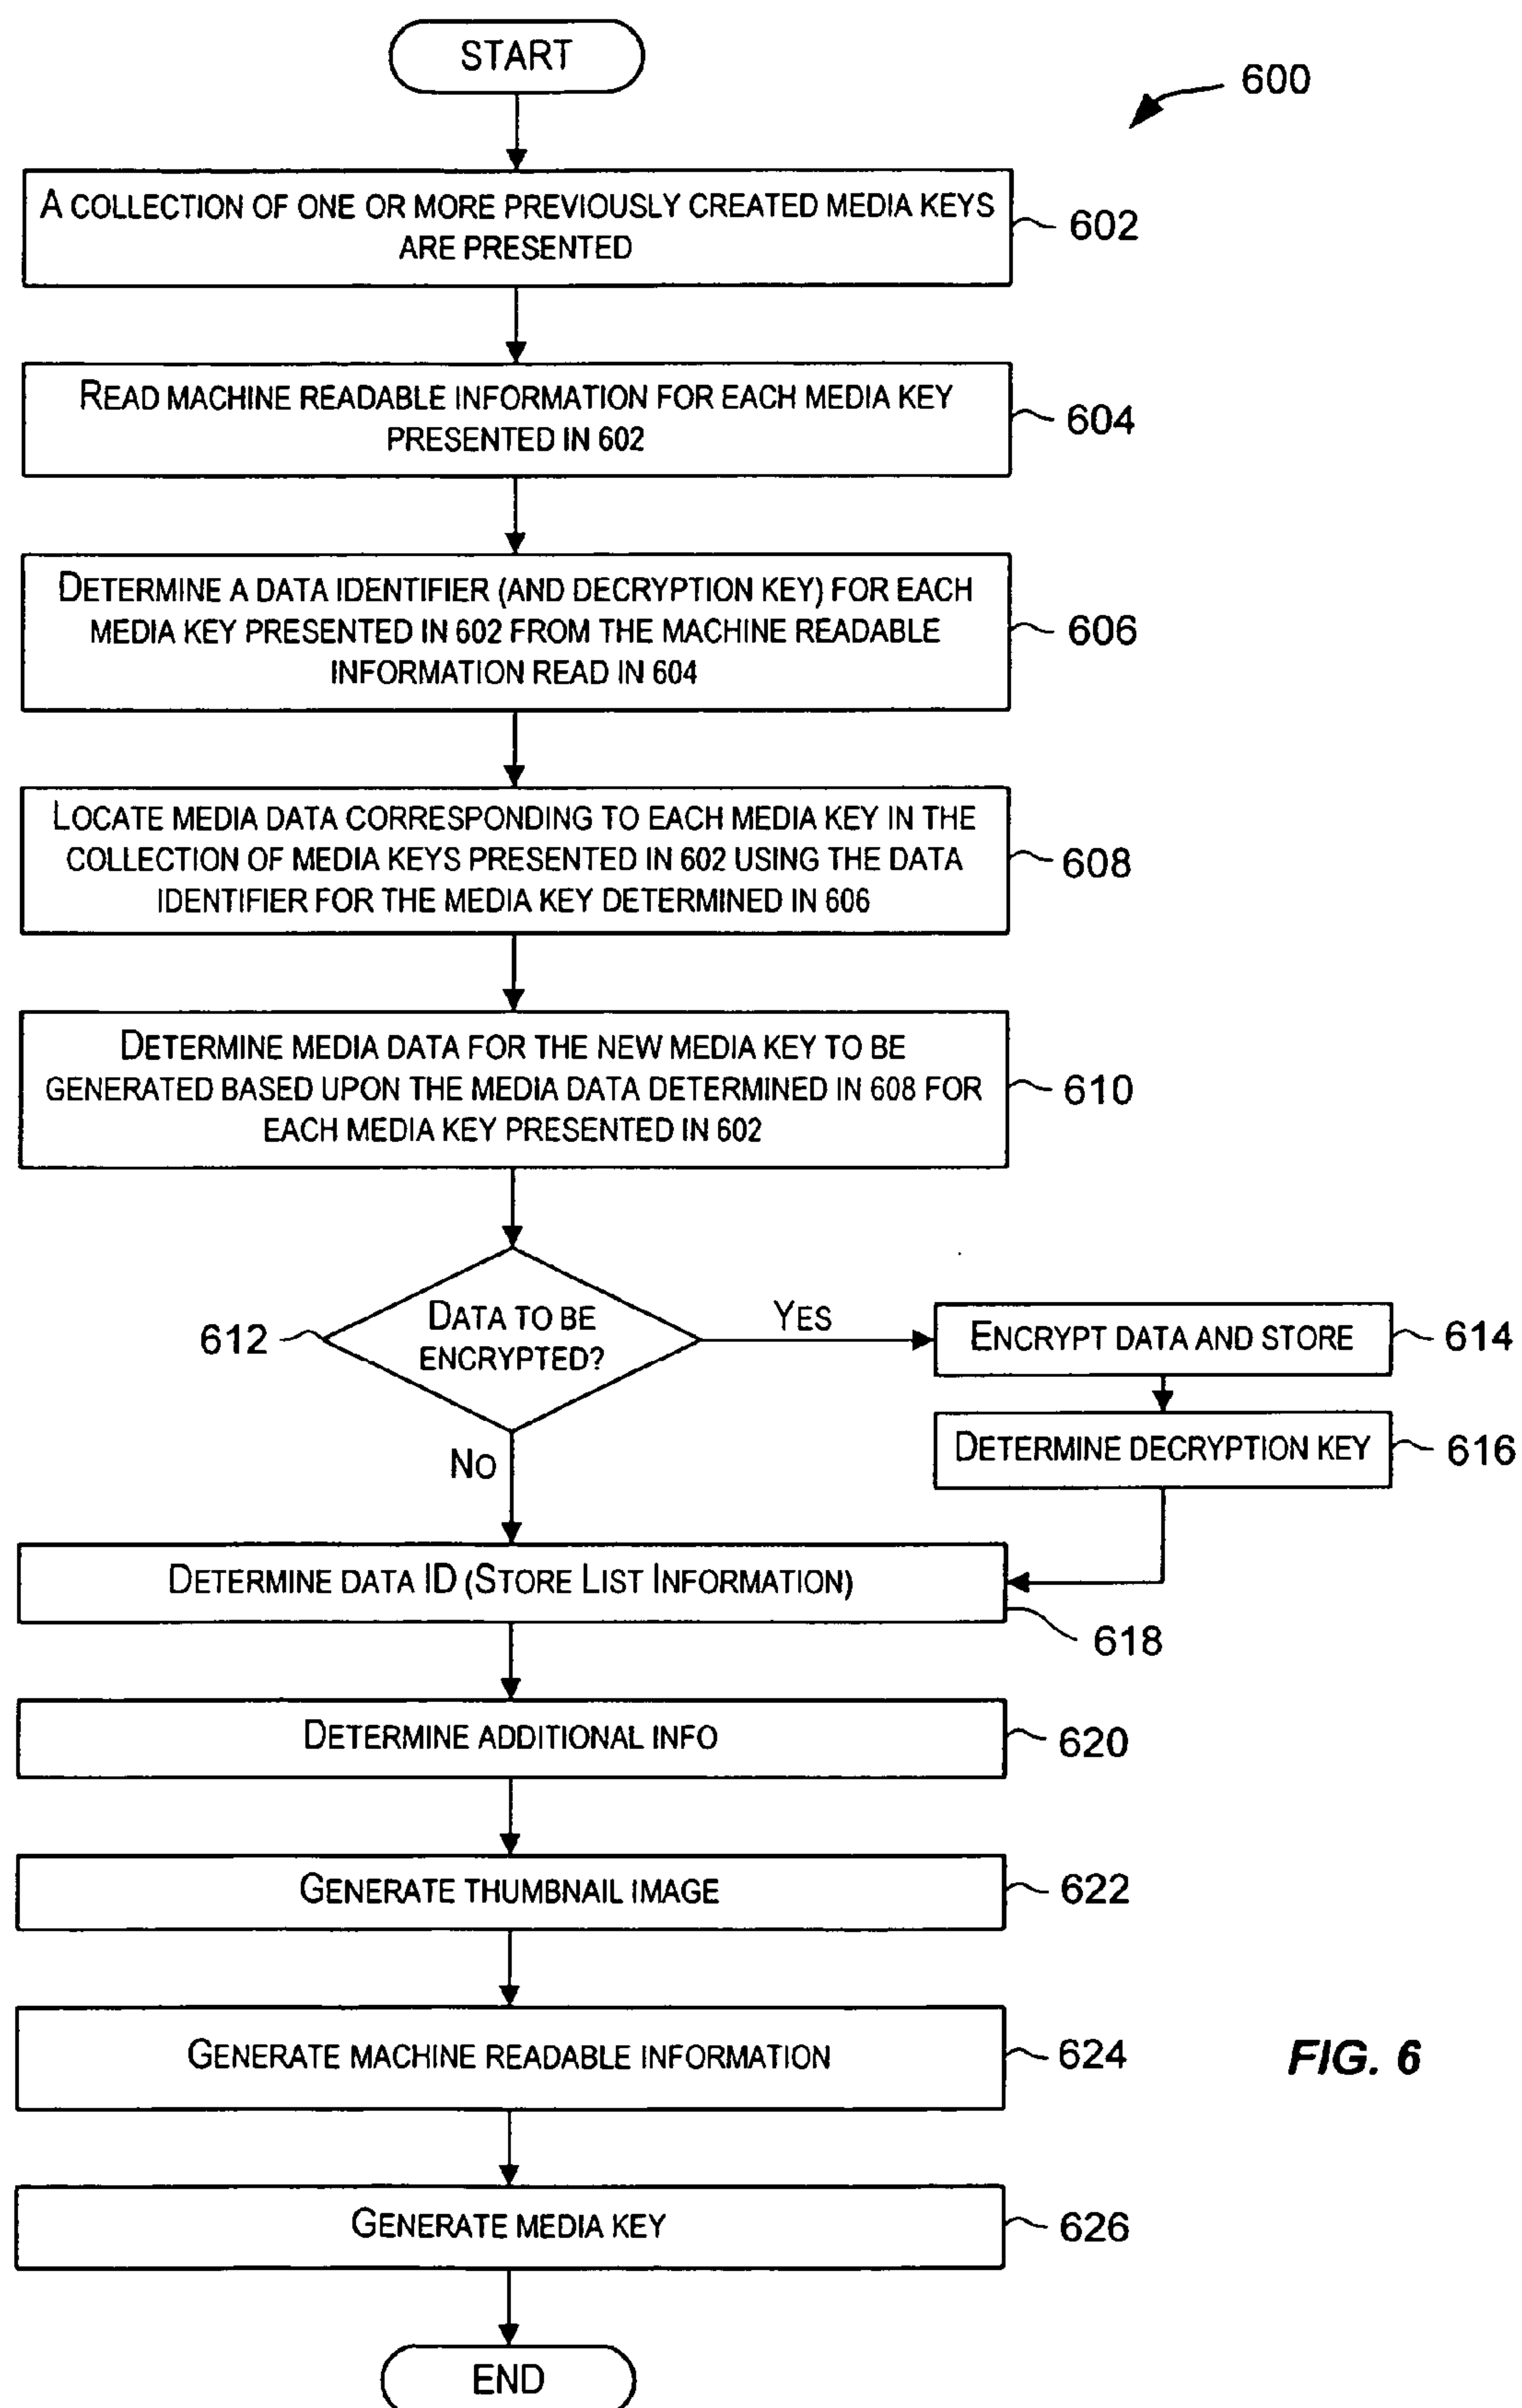 START
600
A COLLECTION OF ONE OR MORE PREVIOUSLY CREATED MEDIA KEYS
ARE PRESENTED
602
READ MACHINE READABLE INFORMATION FOR EACH MEDIA KEY
PRESENTED IN 602
604
DETERMINE A DATA IDENTIFIER (AND DECRYPTION KEY) FOR EACH
MEDIA KEY PRESENTED IN 602 FROM THE MACHINE READABLE
INFORMATION READ IN 604
606
LOCATE MEDIA DATA CORRESPONDING TO EACH MEDIA KEY IN THE
COLLECTION OF MEDIA KEYS PRESENTED IN 602 USING THE DATA
IDENTIFIER FOR THE MEDIA KEY DETERMINED IN 606
608
DETERMINE MEDIA DATA FOR THE NEW MEDIA KEY TO BE
GENERATED BASED UPON THE MEDIA DATA DETERMINED IN 608 FOR
EACH MEDIA KEY PRESENTED IN 602
610
612
DATA TO BE
ENCRYPTED?
YES
ENCRYPT DATA AND STORE
614
DETERMINE DECRYPTION KEY
616
NO
DETERMINE DATA ID (STORE LIST INFORMATION)
618
DETERMINE ADDITIONAL INFO
620
GENERATE THUMBNAIL IMAGE
622
GENERATE MACHINE READABLE INFORMATION
624
FIG. 6
GENERATE MEDIA KEY
626
END